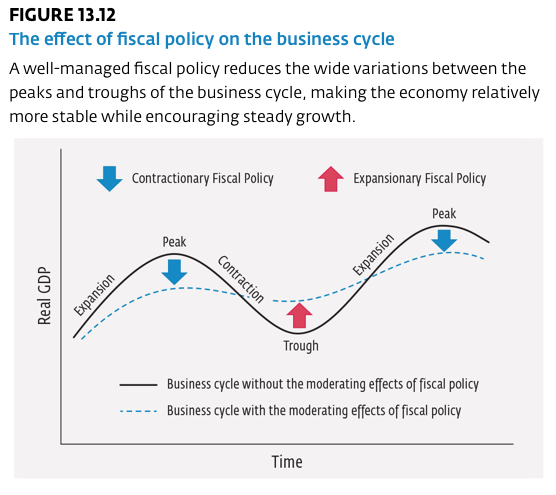 FIGURE 13.12
The effect of fiscal policy on the business cycle
A well-managed fiscal policy reduces the wide variations between the
peaks and troughs of the business cycle, making the economy relatively
more stable while encouraging steady growth.
Contractionary Fiscal Policy
Expansionary Fiscal Policy
Peak
Peak
Expansion
Contraction
Expansion
Real GDP
Trough
Business cycle without the moderating effects of fiscal policy
Business cycle with the moderating effects of fiscal policy
Time